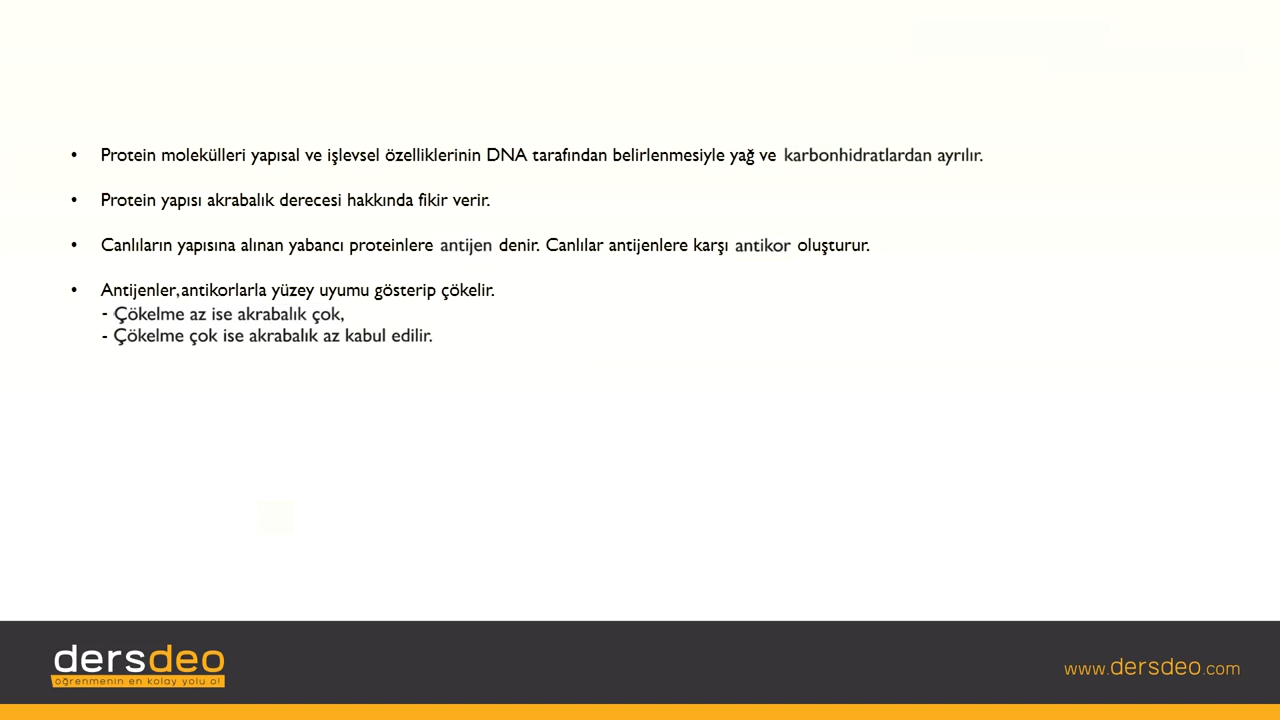 • Protein molekülleri yapısal ve işlevsel özelliklerinin DNA tarafından belirlenmesiyle yağ ve karbonhidratlardan ayrılır.
• Protein yapısı akrabalık derecesi hakkında fikir verir.
• Canlıların yapısına alınan yabancı proteinlere antijen denir. Canlılar antijenlere karşı antikor oluşturur.
• Antijenler,antikorlarla yüzey uyumu gösterip çökelir.
- Çökelme az ise akrabalık çok,
- Çökelme çok ise akrabalık az kabul edilir.
dersdeo
öğrenmenin en kolay yolu o!
www.dersdeo.com